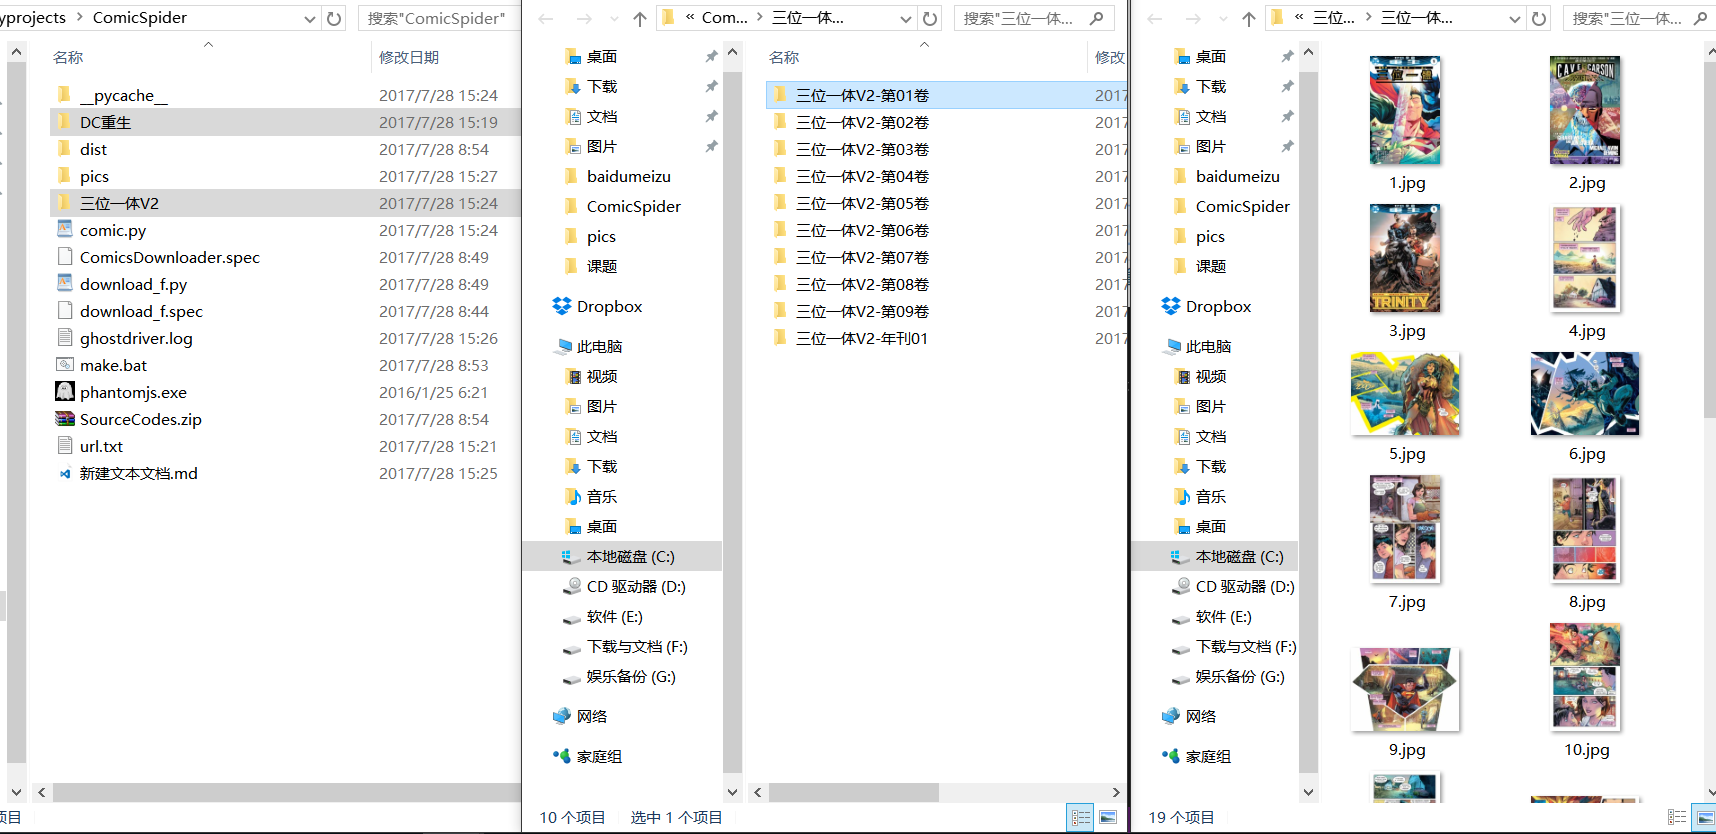 yprojects > ComicSpider
搜索"ComicSpider"
名称
修改日期
__pycache__ 2017/7/28 15:24
DC重生 2017/7/28 15:19
dist 2017/7/28 8:54
pics 2017/7/28 15:27
三位一体V2 2017/7/28 15:24
comic.py 2017/7/28 15:24
ComicsDownloader.spec 2017/7/28 8:49
download_f.py 2017/7/28 8:49
download_f.spec 2017/7/28 8:44
ghostdriver.log 2017/7/28 15:26
make.bat 2017/7/28 8:53
phantomjs.exe 2016/1/25 6:21
SourceCodes.zip 2017/7/28 8:54
url.txt 2017/7/28 15:21
新建文本文档.md 2017/7/28 15:25
项目
« Com... > 三位一体...
搜索"三位一体...
桌面
下载
文档
图片
baidumeizu
ComicSpider
pics
课题
Dropbox
此电脑
视频
图片
文档
下载
音乐
桌面
本地磁盘 (C:)
CD 驱动器 (D:)
软件 (E:)
下载与文档 (F:)
娱乐备份 (G:)
网络
家庭组
名称
修改
三位一体V2-第01卷 2017
三位一体V2-第02卷 2017
三位一体V2-第03卷 2017
三位一体V2-第04卷 2017
三位一体V2-第05卷 2017
三位一体V2-第06卷 2017
三位一体V2-第07卷 2017
三位一体V2-第08卷 2017
三位一体V2-第09卷 2017
三位一体V2-年刊01 2017
10 个项目
选中 1 个项目
« 三位... > 三位一体...
搜索"三位一体...
桌面
下载
文档
图片
baidumeizu
ComicSpider
pics
课题
Dropbox
此电脑
视频
图片
文档
下载
音乐
桌面
本地磁盘 (C:)
CD 驱动器 (D:)
软件 (E:)
下载与文档 (F:)
娱乐备份 (G:)
网络
家庭组
三位一体
CAVE CARSON
1.jpg
2.jpg
TRINITY
3.jpg
4.jpg
5.jpg
6.jpg
7.jpg
8.jpg
9.jpg
10.jpg
19 个项目